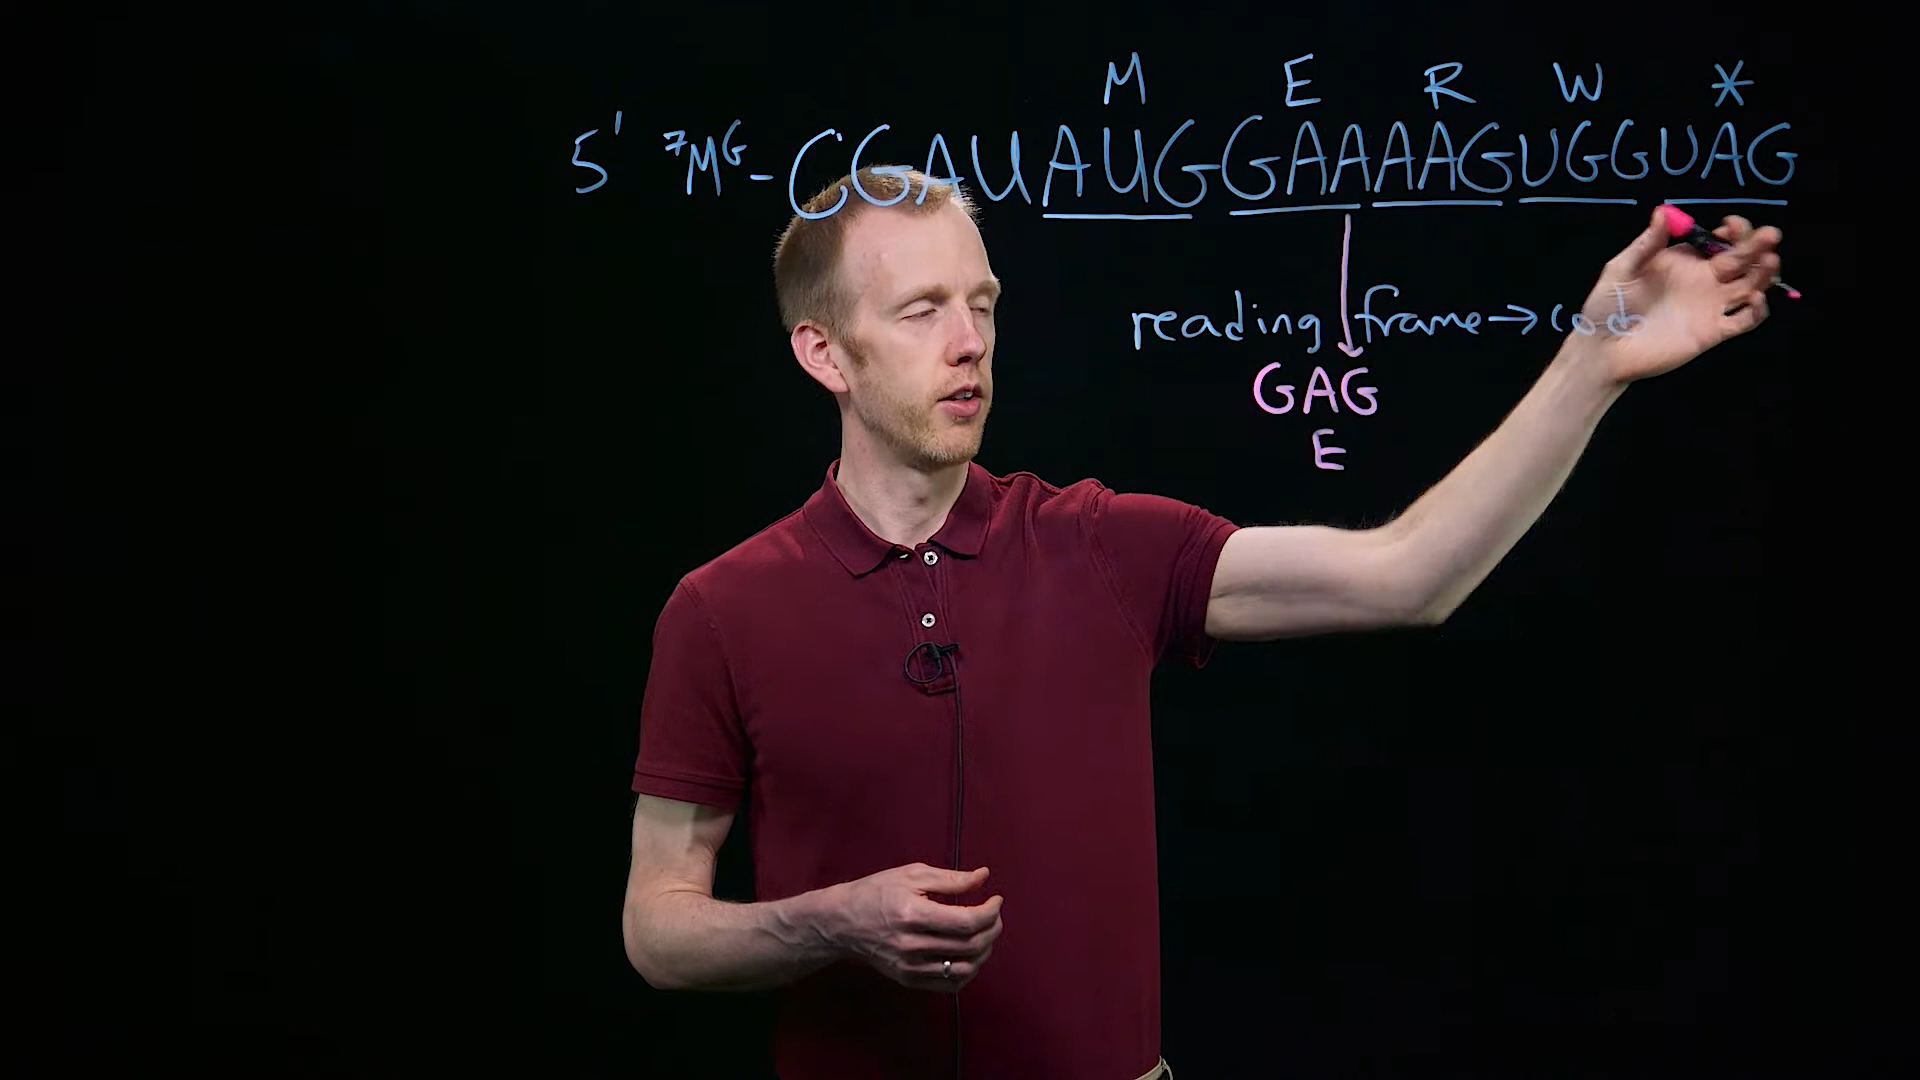 M E R W *
5' ⁷MG-CGAUAUGGAAAAGUGGUAG
reading frame →
GAG
E